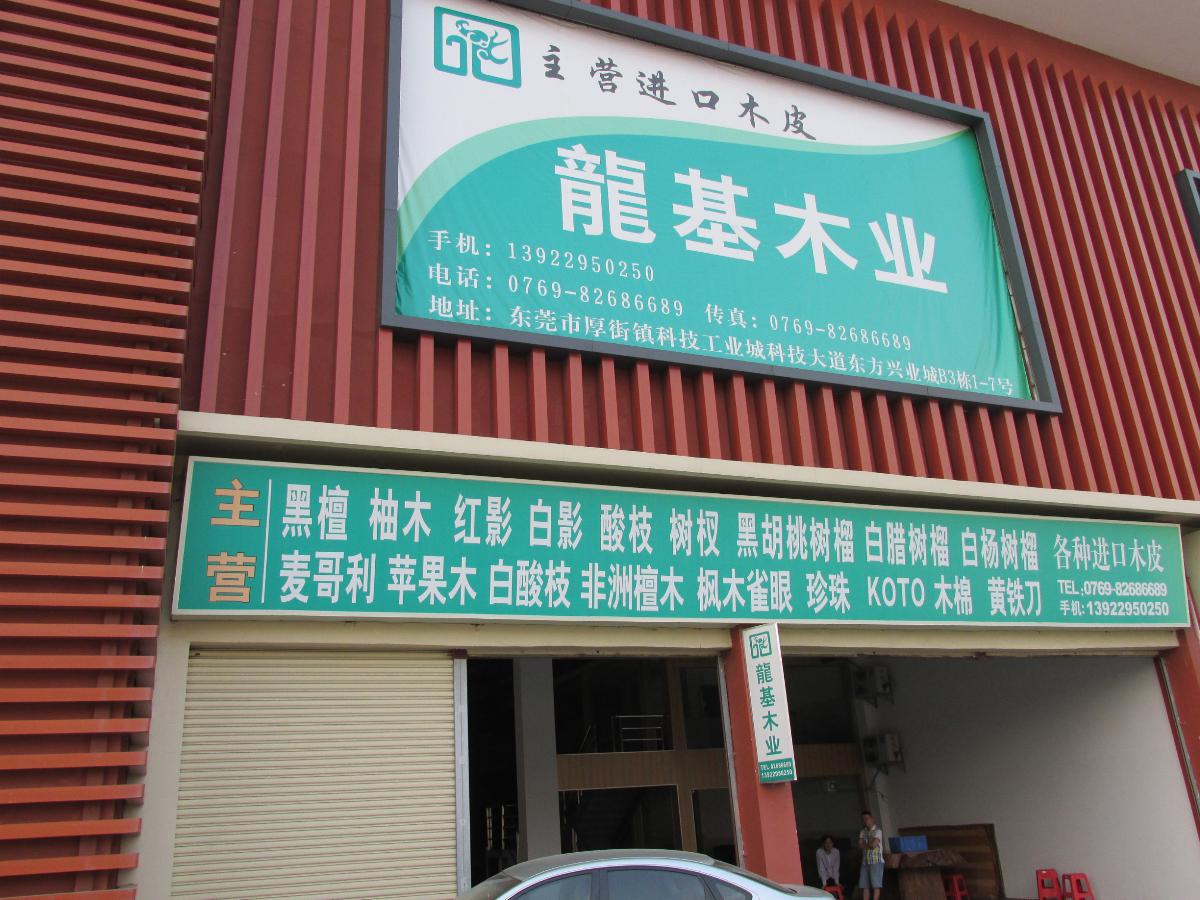 主营进口木皮
龍基木业
手机：13922950250
电话：0769-82686689 传真：0769-82686689
地址：东莞市厚街镇科技工业城科技大道东方兴业城B3栋1-7号
主营
黑檀 柚木 红影 白影 酸枝 树杈 黑胡桃树榴 白腊树榴 白杨树榴
麦哥利 苹果木 白酸枝 非洲檀木 枫木雀眼 珍珠 KOTO 木棉 黄铁刀
各种进口木皮
TEL:0769-82686689
手机:13922950250
龍基木业
TEL 82686689
13922950250